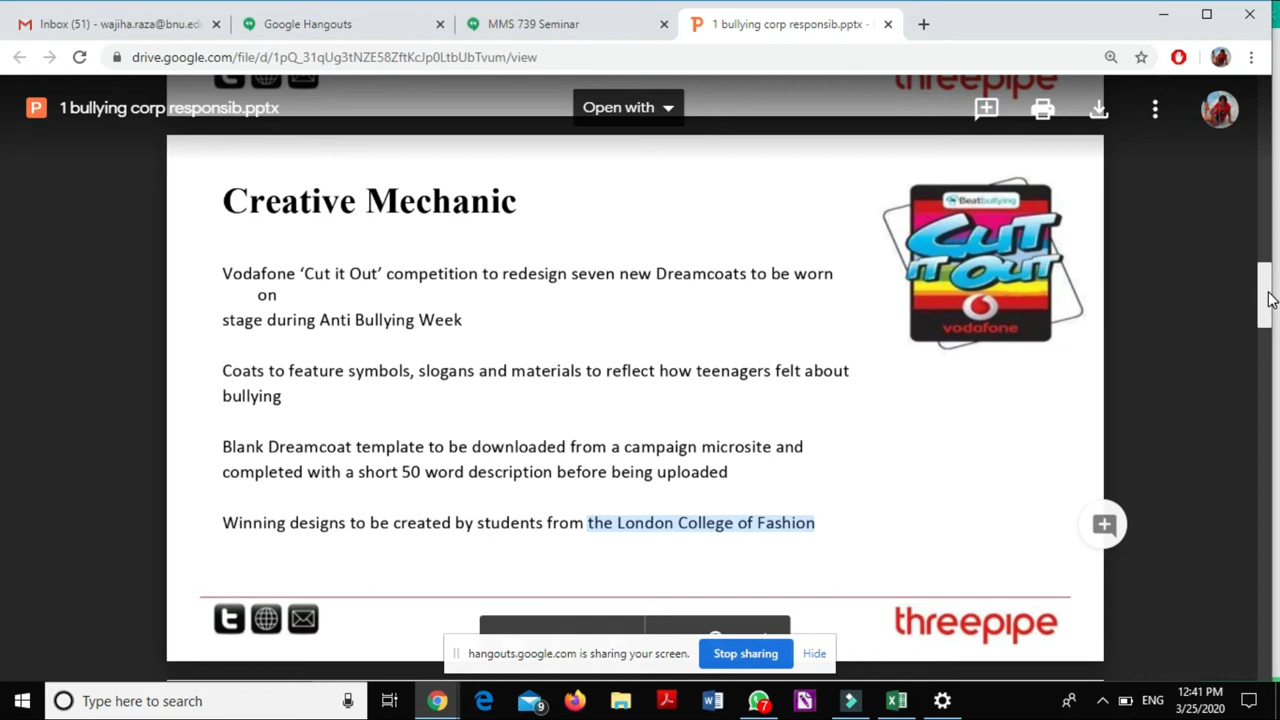 Inbox (51) - wajiha.raza@bnu.ed
Google Hangouts
MMS 739 Seminar
1 bullying corp responsib.pptx -
drive.google.com/file/d/1pQ_31qUg3tNZE58ZftKcJp0LtbUbTvum/view
threepipe
P 1 bullying corp responsib.pptx
Open with
Creative Mechanic
Beatbullying
CUT
IT OUT
vodafone
Vodafone ‘Cut it Out’ competition to redesign seven new Dreamcoats to be worn
on
stage during Anti Bullying Week
Coats to feature symbols, slogans and materials to reflect how teenagers felt about
bullying
Blank Dreamcoat template to be downloaded from a campaign microsite and
completed with a short 50 word description before being uploaded
Winning designs to be created by students from the London College of Fashion
threepipe
hangouts.google.com is sharing your screen.
Stop sharing
Hide
Type here to search
9
7
ENG
12:41 PM
3/25/2020